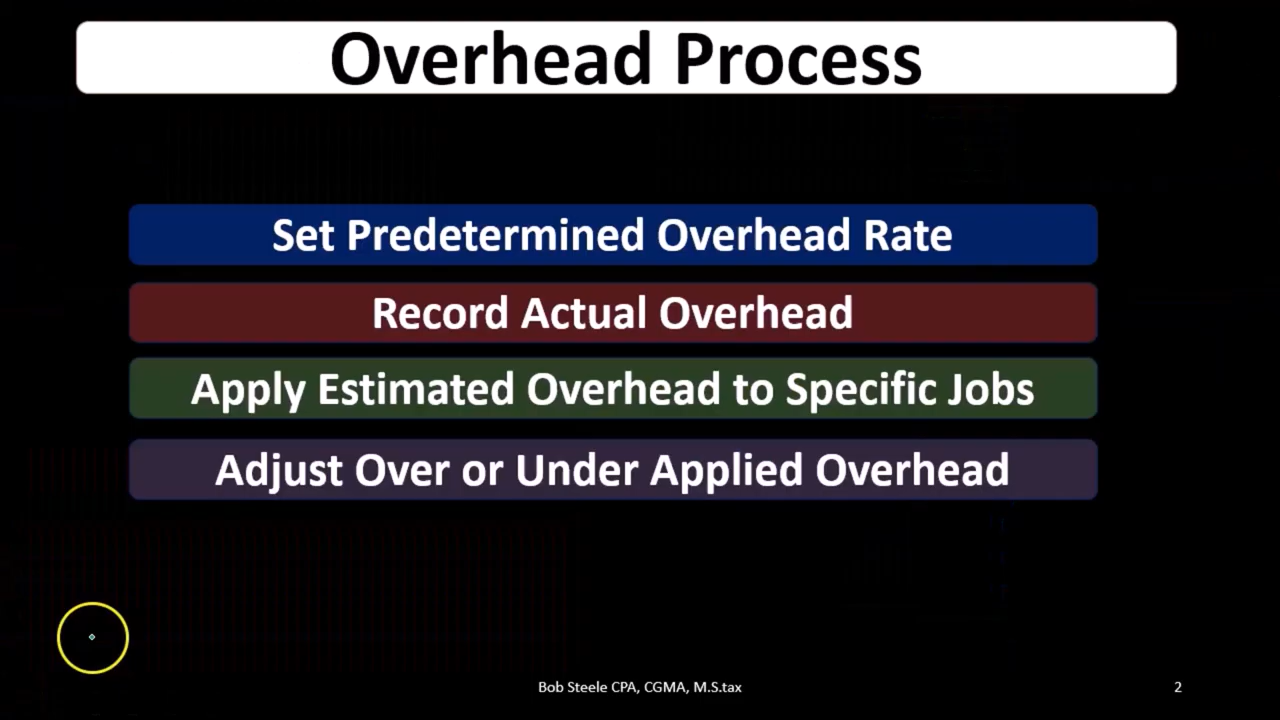 Overhead Process
Set Predetermined Overhead Rate
Record Actual Overhead
Apply Estimated Overhead to Specific Jobs
Adjust Over or Under Applied Overhead
Bob Steele CPA, CGMA, M.S.tax
2